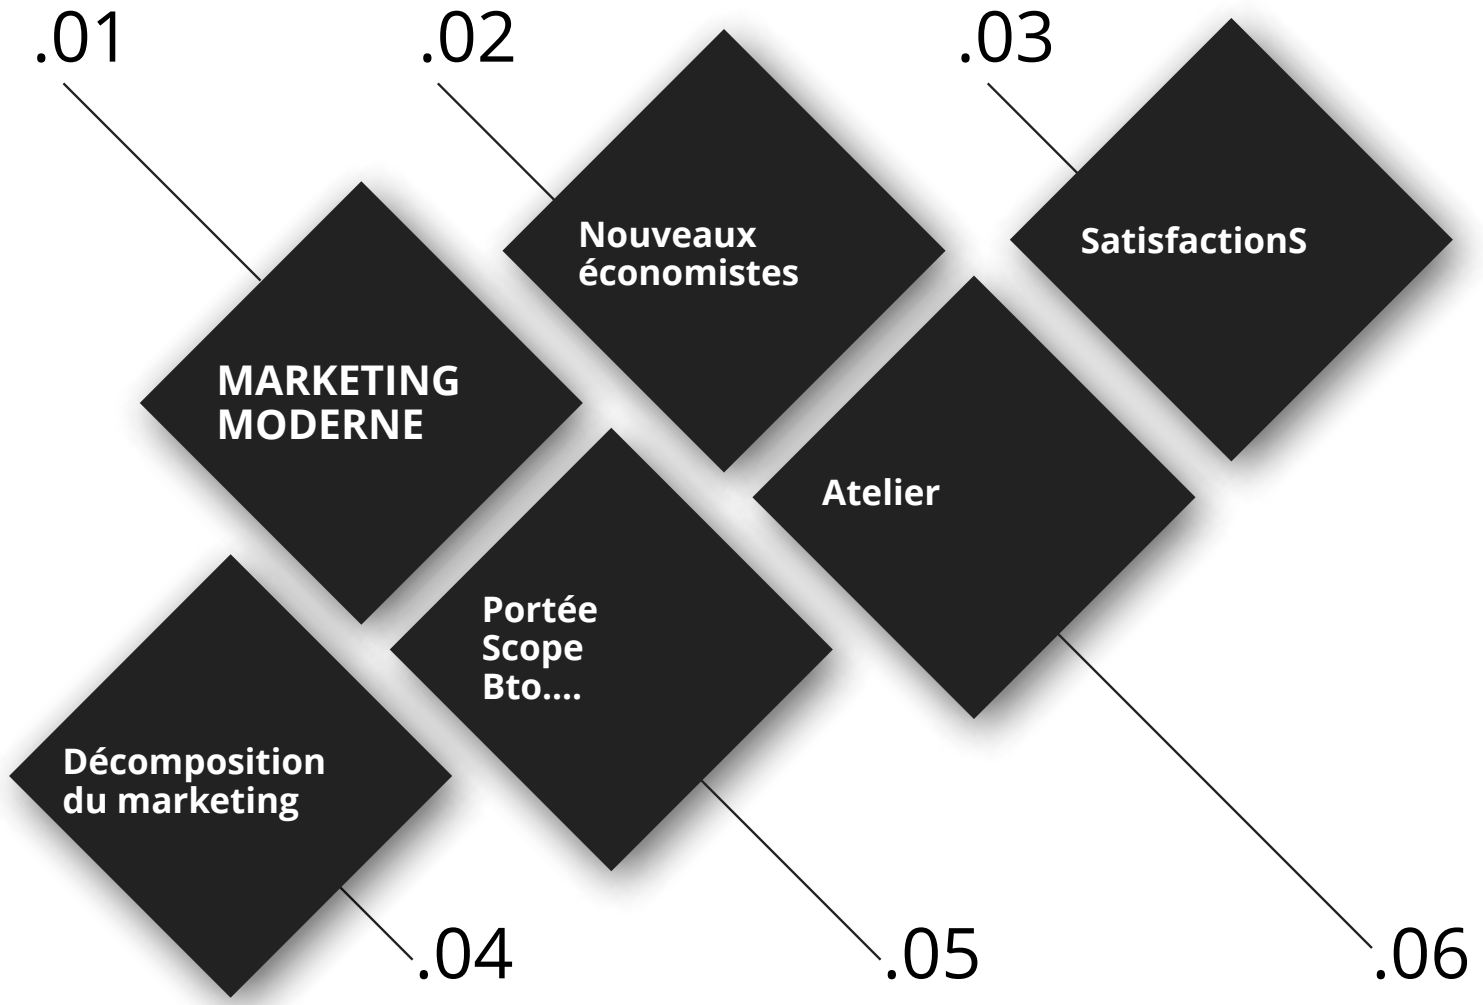 .01
MARKETING
MODERNE
.02
Nouveaux
économistes
.03
SatisfactionS
Décomposition
du marketing
.04
Portée
Scope
Bto....
.05
Atelier
.06